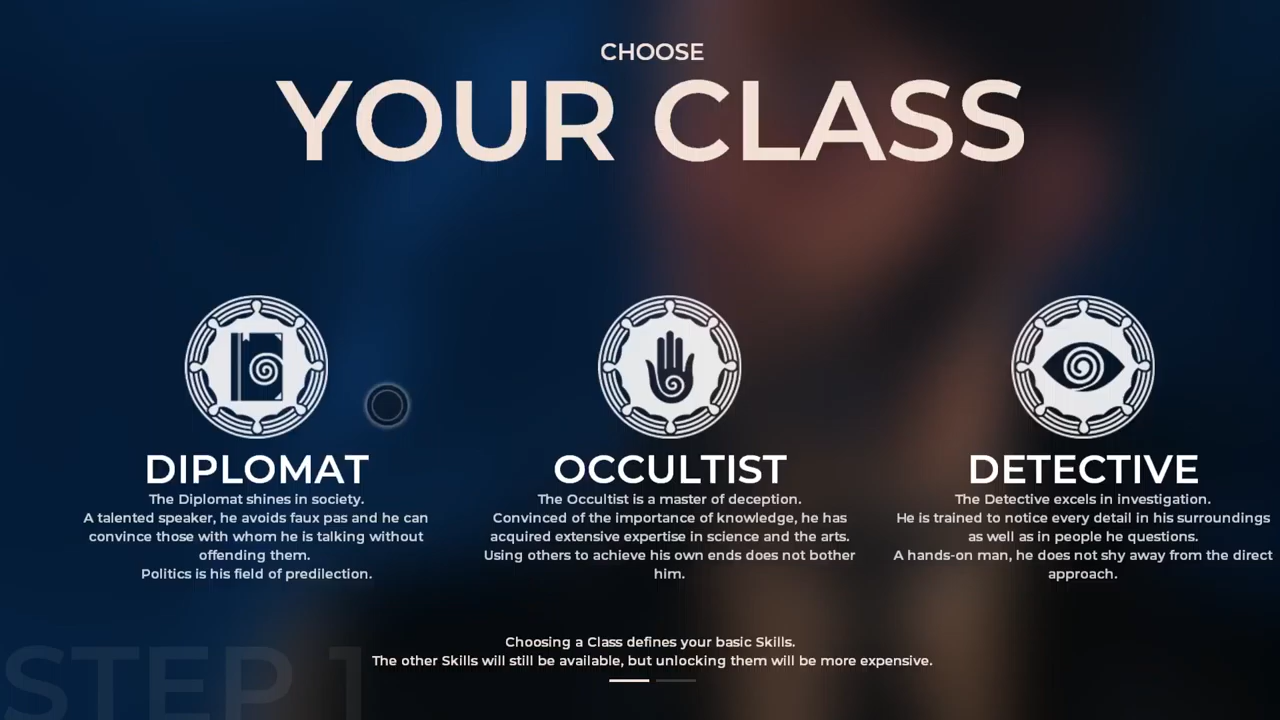 CHOOSE
YOUR CLASS
DIPLOMAT
The Diplomat shines in society.
A talented speaker, he avoids faux pas and he can
convince those with whom he is talking without
offending them.
Politics is his field of predilection.
OCCULTIST
The Occultist is a master of deception.
Convinced of the importance of knowledge, he has
acquired extensive expertise in science and the arts.
Using others to achieve his own ends does not bother
him.
DETECTIVE
The Detective excels in investigation.
He is trained to notice every detail in his surroundings
as well as in people he questions.
A hands-on man, he does not shy away from the direct
approach.
Choosing a Class defines your basic Skills.
The other Skills will still be available, but unlocking them will be more expensive.
STEP 1